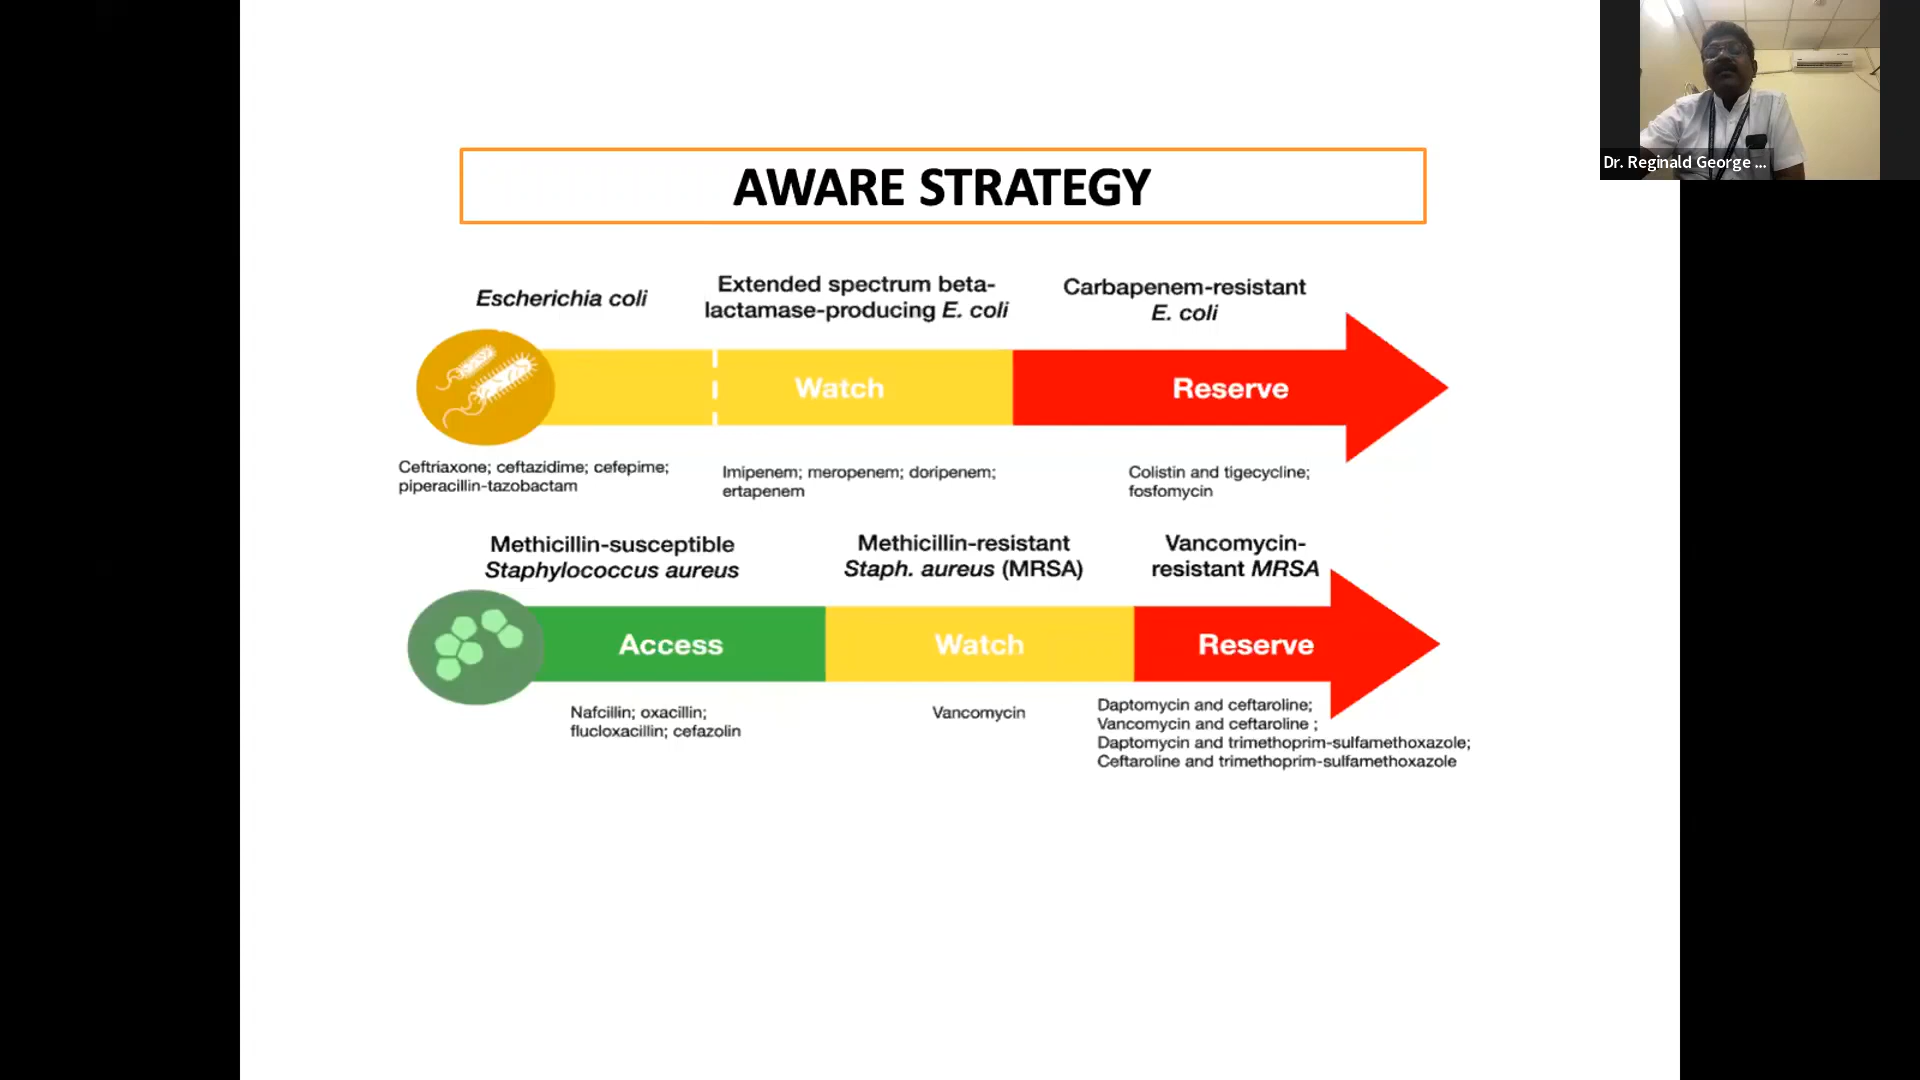 Dr. Reginald George ...
AWARE STRATEGY
Escherichia coli
Extended spectrum beta-
lactamase-producing E. coli
Carbapenem-resistant
E. coli
Watch
Reserve
Ceftriaxone; ceftazidime; cefepime;
piperacillin-tazobactam
Imipenem; meropenem; doripenem;
ertapenem
Colistin and tigecycline;
fosfomycin
Methicillin-susceptible
Staphylococcus aureus
Methicillin-resistant
Staph. aureus (MRSA)
Vancomycin-
resistant MRSA
Access
Watch
Reserve
Nafcillin; oxacillin;
flucloxacillin; cefazolin
Vancomycin
Daptomycin and ceftaroline;
Vancomycin and ceftaroline ;
Daptomycin and trimethoprim-sulfamethoxazole;
Ceftaroline and trimethoprim-sulfamethoxazole